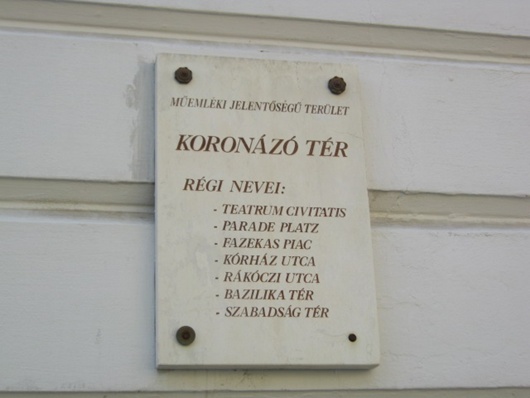 MŰEMLÉKI JELENTŐSÉGŰ TERÜLET
KORONÁZÓ TÉR
RÉGI NEVEI:
- TEATRUM CIVITATIS
- PARADE PLATZ
- FAZEKAS PIAC
- KÓRHÁZ UTCA
- RÁKÓCZI UTCA
- BAZILIKA TÉR
- SZABADSÁG TÉR